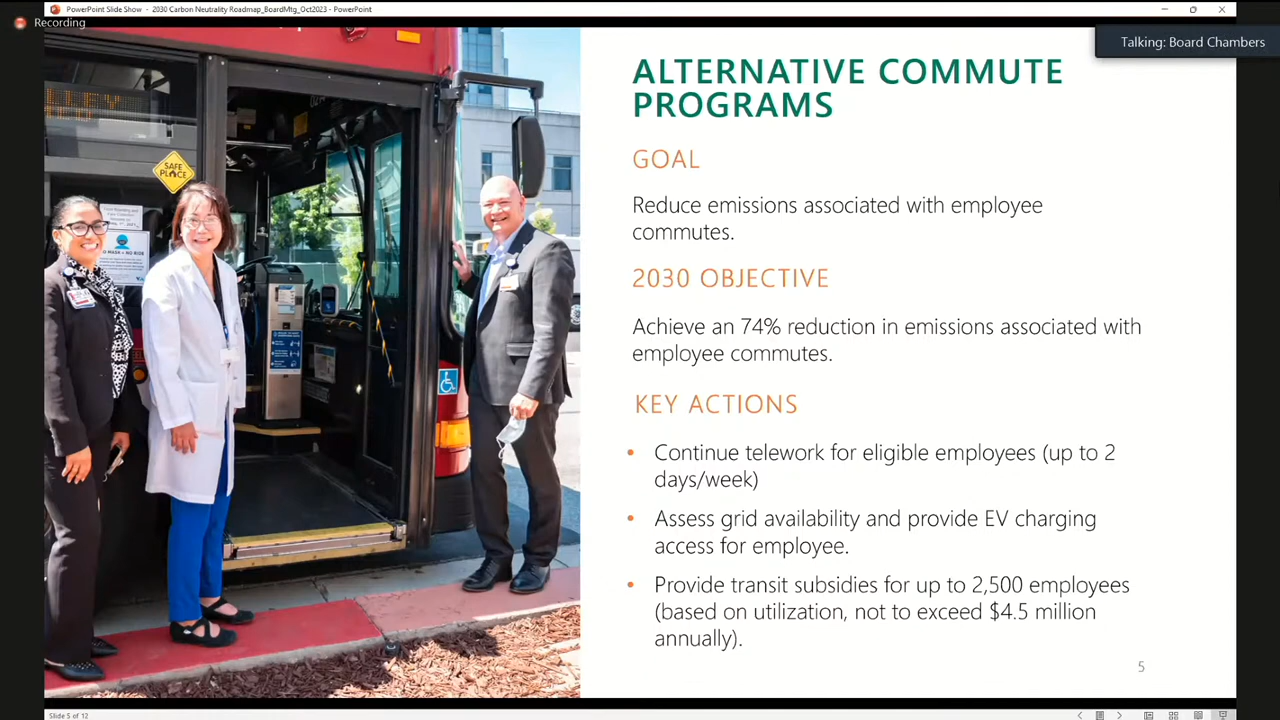 PowerPoint Slide Show - 2030 Carbon Neutrality Roadmap_BoardMtg_Oct2023 - PowerPoint
Recording
Talking: Board Chambers
ALTERNATIVE COMMUTE
PROGRAMS
GOAL
Reduce emissions associated with employee
commutes.
2030 OBJECTIVE
Achieve an 74% reduction in emissions associated with
employee commutes.
KEY ACTIONS
• Continue telework for eligible employees (up to 2
days/week)
• Assess grid availability and provide EV charging
access for employee.
• Provide transit subsidies for up to 2,500 employees
(based on utilization, not to exceed $4.5 million
annually).
5
SAFE
PLACE
Slide 5 of 12